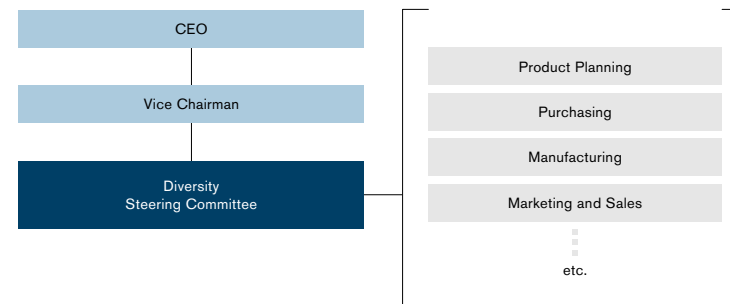 CEO
Vice Chairman
Diversity
Steering Committee
Product Planning
Purchasing
Manufacturing
Marketing and Sales
etc.